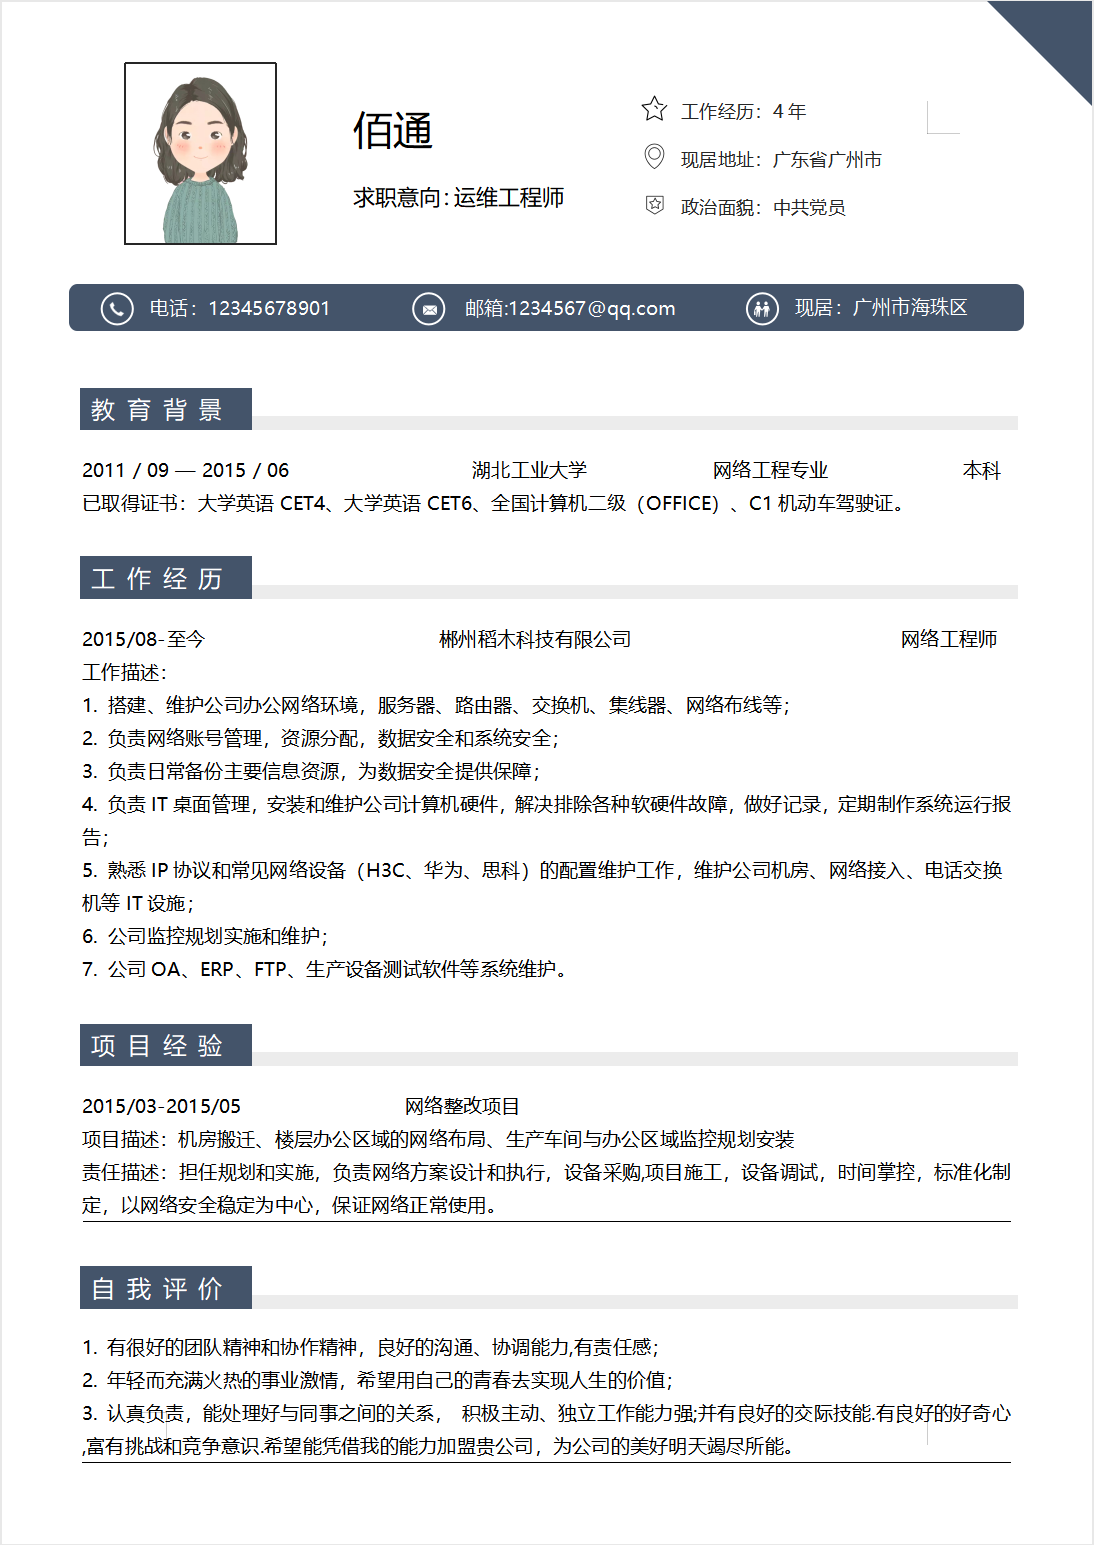 佰通
求职意向：运维工程师
工作经历：4 年
现居地址：广东省广州市
政治面貌：中共党员
电话：12345678901 邮箱:1234567@qq.com 现居：广州市海珠区
教育背景
2011 / 09 — 2015 / 06 湖北工业大学 网络工程专业 本科
已取得证书：大学英语 CET4、大学英语 CET6、全国计算机二级（OFFICE）、C1 机动车驾驶证。
工作经历
2015/08-至今 郴州稻木科技有限公司 网络工程师
工作描述：
1. 搭建、维护公司办公网络环境，服务器、路由器、交换机、集线器、网络布线等；
2. 负责网络账号管理，资源分配，数据安全和系统安全；
3. 负责日常备份主要信息资源，为数据安全提供保障；
4. 负责 IT 桌面管理，安装和维护公司计算机硬件，解决排除各种软硬件故障，做好记录，定期制作系统运行报
告；
5. 熟悉 IP 协议和常见网络设备（H3C、华为、思科）的配置维护工作，维护公司机房、网络接入、电话交换
机等 IT 设施；
6. 公司监控规划实施和维护；
7. 公司 OA、ERP、FTP、生产设备测试软件等系统维护。
项目经验
2015/03-2015/05 网络整改项目
项目描述：机房搬迁、楼层办公区域的网络布局、生产车间与办公区域监控规划安装
责任描述：担任规划和实施，负责网络方案设计和执行，设备采购,项目施工，设备调试，时间掌控，标准化制
定，以网络安全稳定为中心，保证网络正常使用。
自我评价
1. 有很好的团队精神和协作精神，良好的沟通、协调能力,有责任感；
2. 年轻而充满火热的事业激情，希望用自己的青春去实现人生的价值；
3. 认真负责，能处理好与同事之间的关系， 积极主动、独立工作能力强;并有良好的交际技能.有良好的好奇心
,富有挑战和竞争意识.希望能凭借我的能力加盟贵公司，为公司的美好明天竭尽所能。